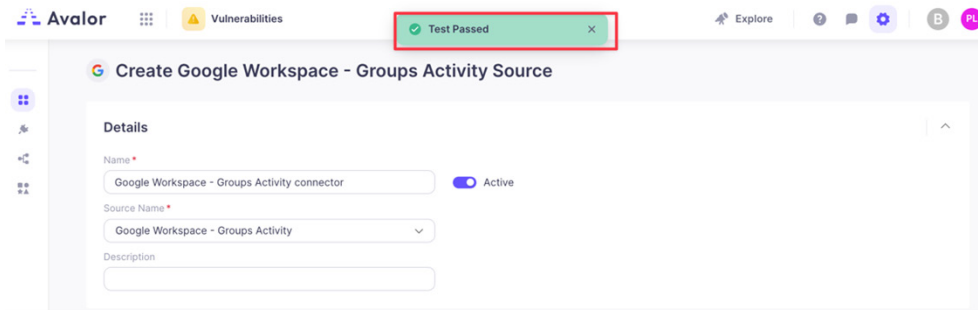 Avalor
Vulnerabilities
Test Passed
Explore
B
PL
Create Google Workspace - Groups Activity Source
Details
Name*
Google Workspace - Groups Activity connector
Active
Source Name*
Google Workspace - Groups Activity
Description